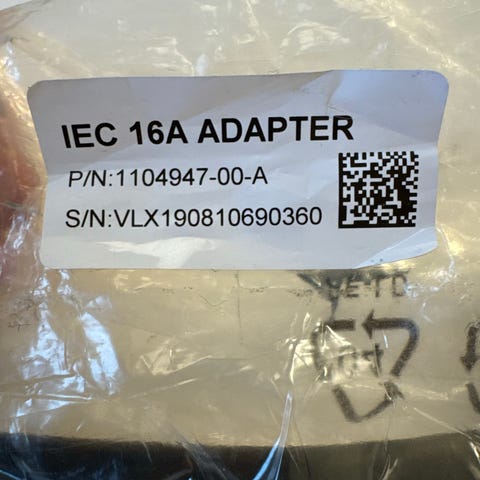 IEC 16A ADAPTER
P/N:1104947-00-A
S/N:VLX190810690360